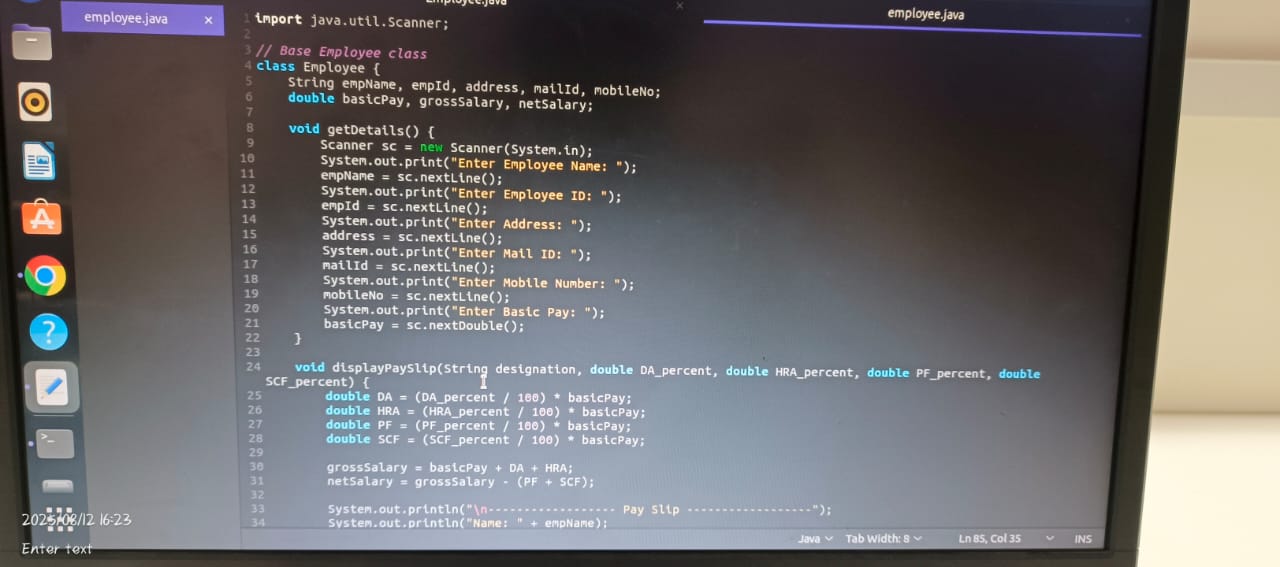 employee.java ×
employee.java ×
employee.java
1 import java.util.Scanner;
2
3 // Base Employee class
4 class Employee {
5 String empName, empId, address, mailId, mobileNo;
6 double basicPay, grossSalary, netSalary;
7
8 void getDetails() {
9 Scanner sc = new Scanner(System.in);
10 System.out.print("Enter Employee Name: ");
11 empName = sc.nextLine();
12 System.out.print("Enter Employee ID: ");
13 empId = sc.nextLine();
14 System.out.print("Enter Address: ");
15 address = sc.nextLine();
16 System.out.print("Enter Mail ID: ");
17 mailId = sc.nextLine();
18 System.out.print("Enter Mobile Number: ");
19 mobileNo = sc.nextLine();
20 System.out.print("Enter Basic Pay: ");
21 basicPay = sc.nextDouble();
22 }
23
24 void displayPaySlip(String designation, double DA_percent, double HRA_percent, double PF_percent, double
SCF_percent) {
25 double DA = (DA_percent / 100) * basicPay;
26 double HRA = (HRA_percent / 100) * basicPay;
27 double PF = (PF_percent / 100) * basicPay;
28 double SCF = (SCF_percent / 100) * basicPay;
29
30 grossSalary = basicPay + DA + HRA;
31 netSalary = grossSalary - (PF + SCF);
32
33 System.out.println("\n------------------ Pay Slip ------------------");
34 System.out.println("Name: " + empName);
Java Tab Width: 8 Ln 85, Col 35 INS
2025/08/12 16:23
Enter text